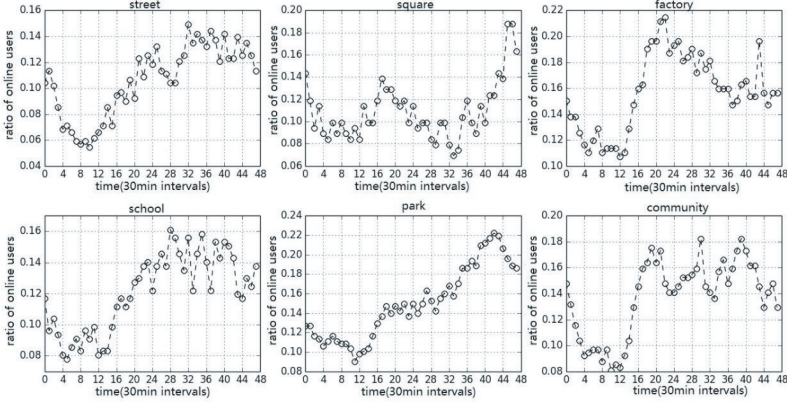 street
ratio of online users
0.16
0.14
0.12
0.10
0.08
0.06
0.04
0 4 8 12 16 20 24 28 32 36 40 44 48
time(30min intervals)
square
ratio of online users
0.20
0.18
0.16
0.14
0.12
0.10
0.08
0.06
0 4 8 12 16 20 24 28 32 36 40 44 48
time(30min intervals)
factory
ratio of online users
0.22
0.20
0.18
0.16
0.14
0.12
0.10
0 4 8 12 16 20 24 28 32 36 40 44 48
time(30min intervals)
school
ratio of online users
0.16
0.14
0.12
0.10
0.08
0 4 8 12 16 20 24 28 32 36 40 44 48
time(30min intervals)
park
ratio of online users
0.24
0.22
0.20
0.18
0.16
0.14
0.12
0.10
0.08
0 4 8 12 16 20 24 28 32 36 40 44 48
time(30min intervals)
community
ratio of online users
0.20
0.18
0.16
0.14
0.12
0.10
0.08
0 4 8 12 16 20 24 28 32 36 40 44 48
time(30min intervals)